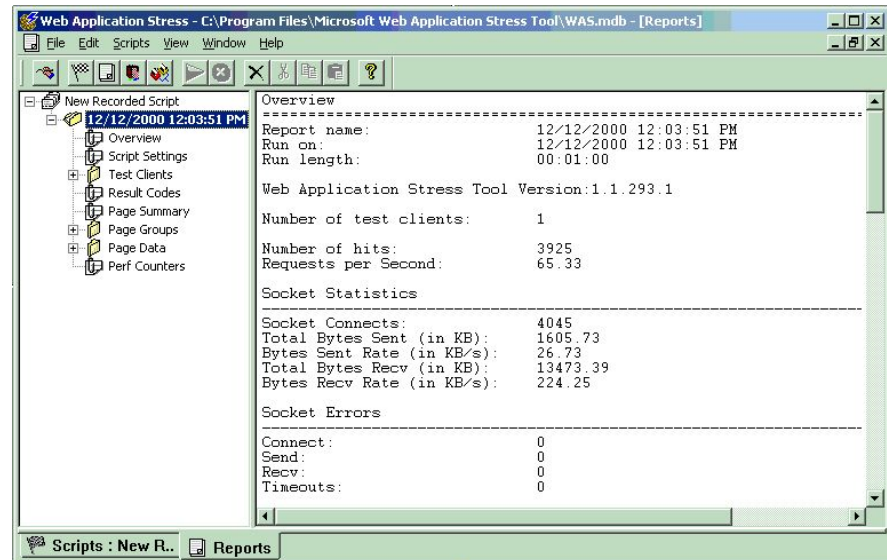 Web Application Stress - C:\Program Files\Microsoft Web Application Stress Tool\WAS.mdb - [Reports]
File Edit Scripts View Window Help
New Recorded Script
12/12/2000 12:03:51 PM
Overview
Script Settings
Test Clients
Result Codes
Page Summary
Page Groups
Page Data
Perf Counters
Overview
Report name: 12/12/2000 12:03:51 PM
Run on: 12/12/2000 12:03:51 PM
Run length: 00:01:00
Web Application Stress Tool Version:1.1.293.1
Number of test clients: 1
Number of hits: 3925
Requests per Second: 65.33
Socket Statistics
Socket Connects: 4045
Total Bytes Sent (in KB): 1605.73
Bytes Sent Rate (in KB/s): 26.73
Total Bytes Recv (in KB): 13473.39
Bytes Recv Rate (in KB/s): 224.25
Socket Errors
Connect: 0
Send: 0
Recv: 0
Timeouts: 0
Scripts : New R.. Reports